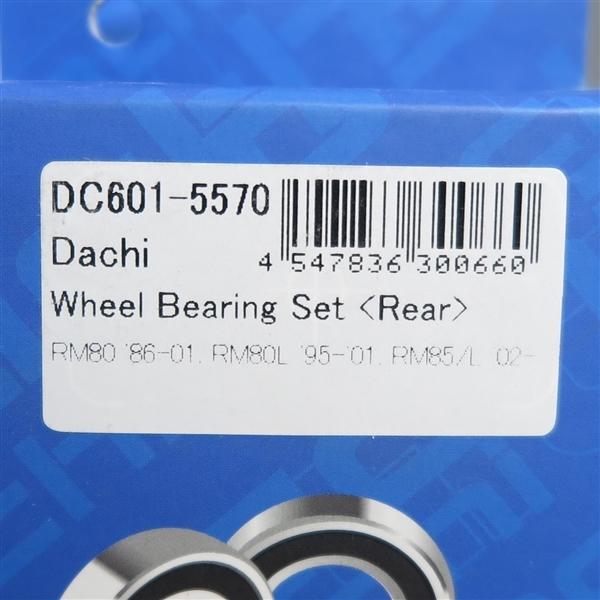 DC601-5570
Dachi
4 547836 300660
Wheel Bearing Set <Rear>
RM80 '86-01, RM80L '95-'01, RM85/L '02-